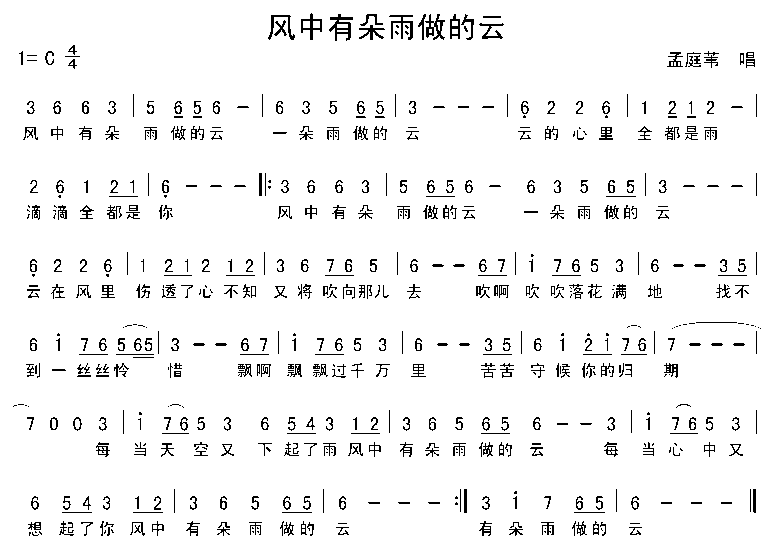 风中有朵雨做的云
1= C 4/4 孟庭苇 唱
3 6 6 3 | 5 6 5 6 − | 6 3 5 6 5 | 3 − − − | 6 2 2 6 | 1 2 1 2 − |
风中有朵 雨做的云 一朵雨做的云 云的心里 全都是雨
2 6 1 2 1 | 6 − − − |: 3 6 6 3 | 5 6 5 6 − | 6 3 5 6 5 | 3 − − − |
滴滴全都是你 风中有朵 雨做的云 一朵雨做的云
6 2 2 6 | 1 2 1 2 1 2 | 3 3 7 6 5 | 6 − − 6 7 | i 7 6 5 3 | 6 − − 3 5 |
云在风里 伤透了心不知 又将吹向那儿去 吹啊 吹吹落花满 地 找不
6 i 7 6 5 6 5 | 3 − − 6 7 | i 7 6 5 3 | 6 − − 3 5 | 6 i 2 i 7 6 | 7 − − − |
到一丝丝怜 惜 飘啊 飘飘过千万 里 苦苦 守候你的归 期
7 0 0 3 | i 7 6 5 3 | 6 5 4 3 1 2 | 3 6 5 6 5 | 6 − − 3 | i 7 6 5 3 |
每 当天空又 下起了雨风中 有朵雨做的云 每 当心中又
6 5 4 3 1 2 | 3 6 5 6 5 | 6 − − − :| 3 i 7 6 5 | 6 − − − |
想起了你风中 有朵雨做的云 有朵雨做的云